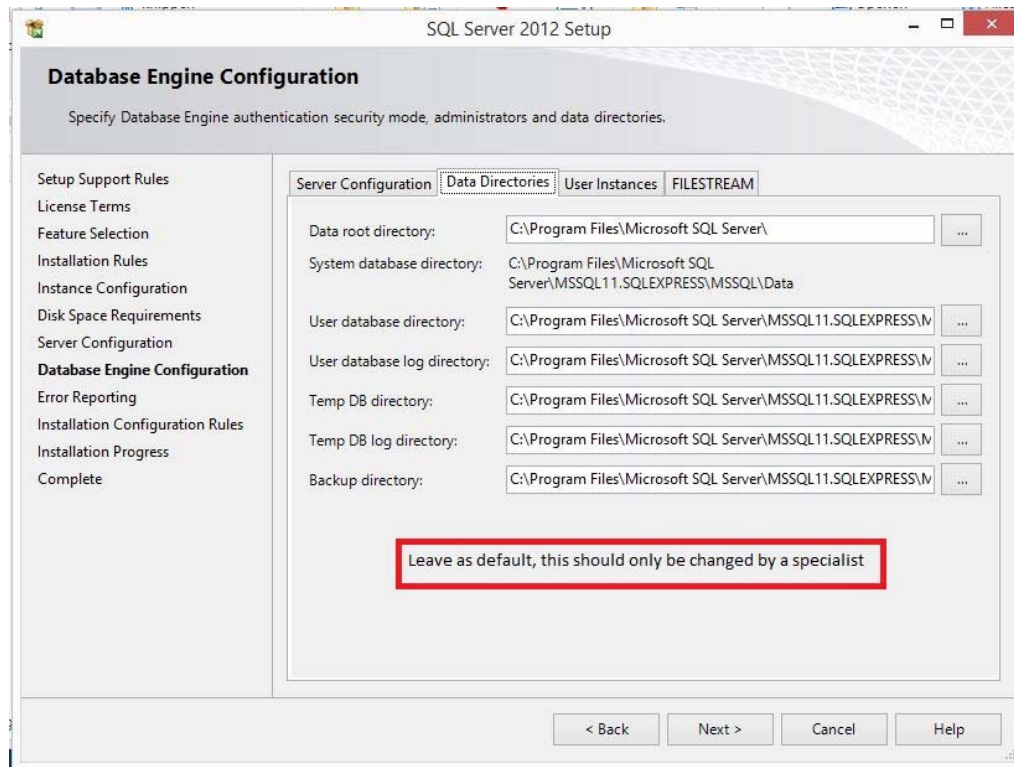 SQL Server 2012 Setup
Database Engine Configuration
Specify Database Engine authentication security mode, administrators and data directories.
Setup Support Rules
License Terms
Feature Selection
Installation Rules
Instance Configuration
Disk Space Requirements
Server Configuration
Database Engine Configuration
Error Reporting
Installation Configuration Rules
Installation Progress
Complete
Server Configuration Data Directories User Instances FILESTREAM
Data root directory: C:\Program Files\Microsoft SQL Server\ ...
System database directory: C:\Program Files\Microsoft SQL
Server\MSSQL11.SQLEXPRESS\MSSQL\Data
User database directory: C:\Program Files\Microsoft SQL Server\MSSQL11.SQLEXPRESS\M ...
User database log directory: C:\Program Files\Microsoft SQL Server\MSSQL11.SQLEXPRESS\M ...
Temp DB directory: C:\Program Files\Microsoft SQL Server\MSSQL11.SQLEXPRESS\M ...
Temp DB log directory: C:\Program Files\Microsoft SQL Server\MSSQL11.SQLEXPRESS\M ...
Backup directory: C:\Program Files\Microsoft SQL Server\MSSQL11.SQLEXPRESS\M ...
Leave as default, this should only be changed by a specialist
< Back Next > Cancel Help